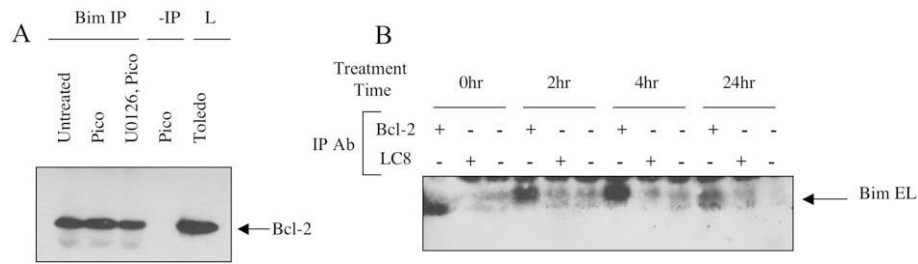 A
Bim IP
-IP
L
Untreated
Pico
U0126, Pico
Pico
Toledo
Bcl-2
B
Treatment
Time
0hr
2hr
4hr
24hr
IP Ab
Bcl-2
+ - - + - - + - - + - -
LC8
- + - - + - - + - - + -
Bim EL